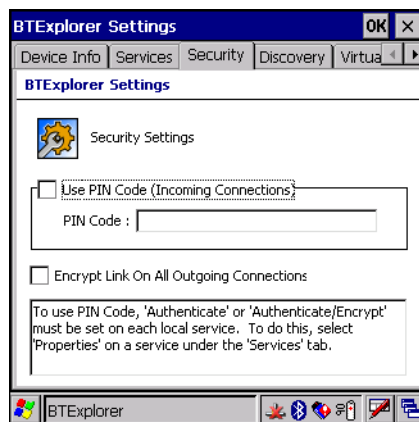 BTExplorer Settings OK ×
Device Info Services Security Discovery Virtua
BTExplorer Settings
Security Settings
Use PIN Code (Incoming Connections)
PIN Code :
Encrypt Link On All Outgoing Connections
To use PIN Code, 'Authenticate' or 'Authenticate/Encrypt'
must be set on each local service. To do this, select
'Properties' on a service under the 'Services' tab.
BTExplorer